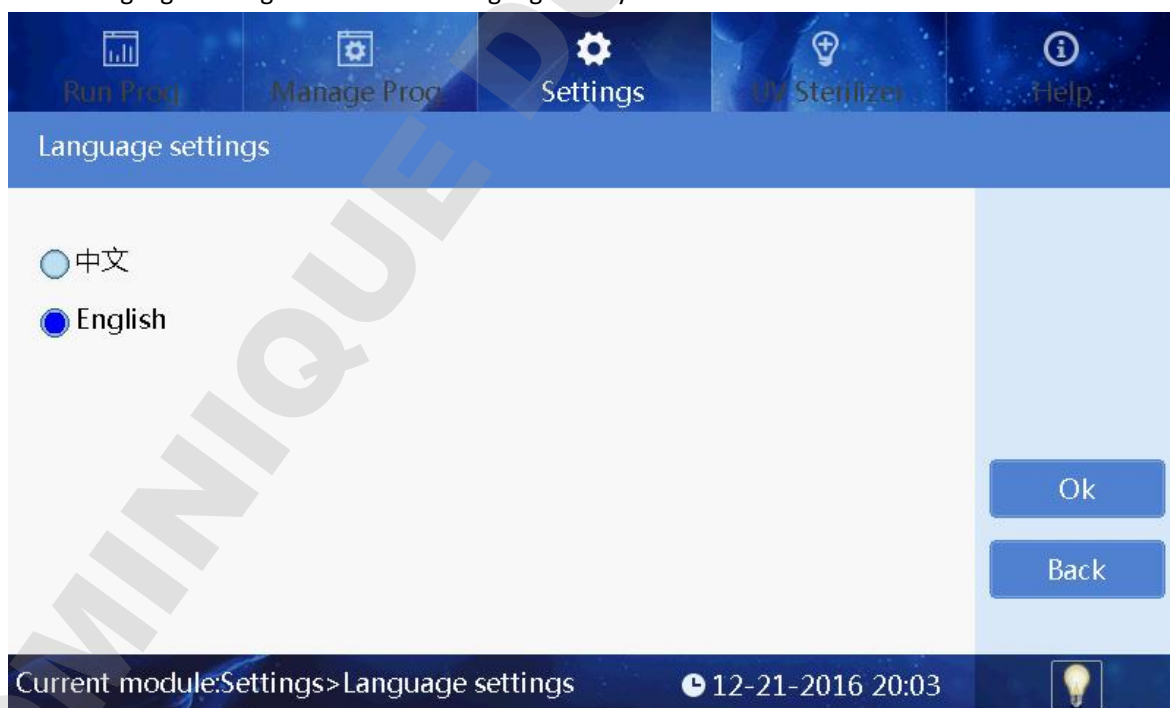 Run Prog
Manage Prog
Settings
UV Sterilizer
Help
Language settings
中文
English
Ok
Back
Current module:Settings>Language settings
12-21-2016 20:03